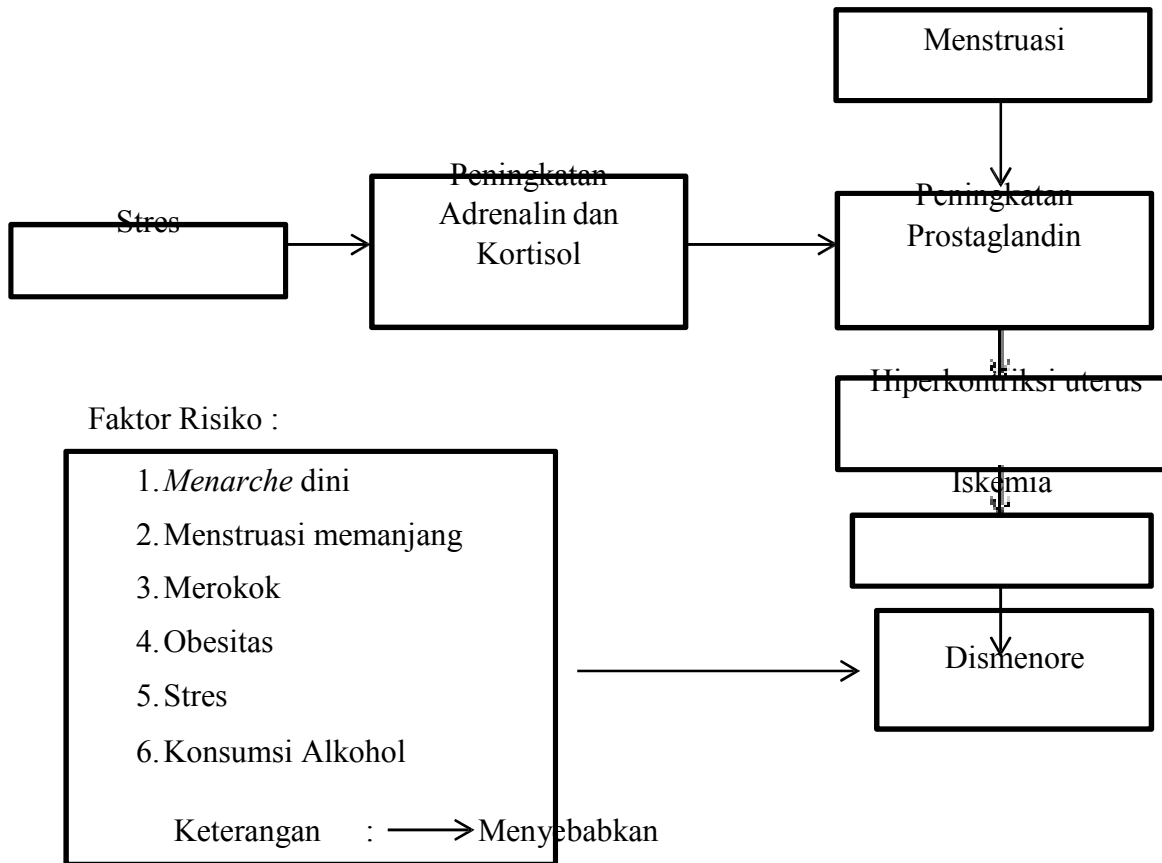 Menstruasi
Stres
Peningkatan
Adrenalin dan
Kortisol
Peningkatan
Prostaglandin
Hiperkontriksi uterus
Iskemia
Dismenore
Faktor Risiko :
1. Menarche dini
2. Menstruasi memanjang
3. Merokok
4. Obesitas
5. Stres
6. Konsumsi Alkohol
Keterangan : Menyebabkan